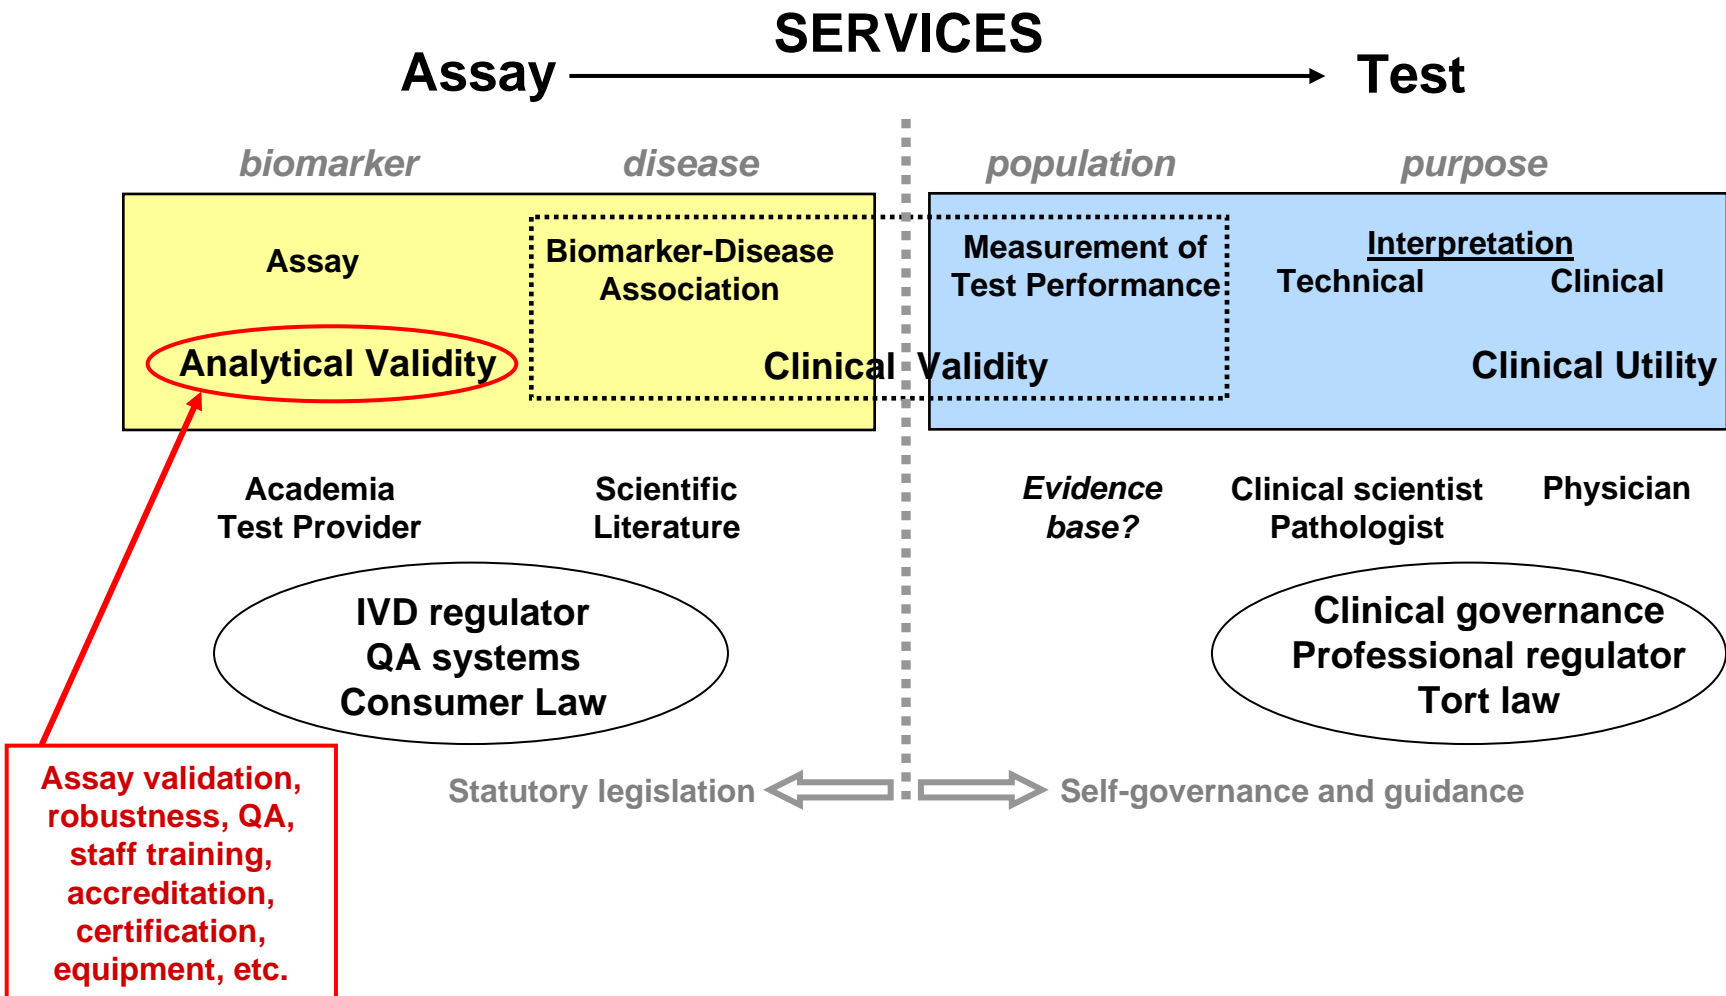 SERVICES
Assay
Test
biomarker
disease
population
purpose
Assay
Analytical Validity
Biomarker-Disease
Association
Clinical Validity
Measurement of
Test Performance
Interpretation
Technical
Clinical
Clinical Utility
Academia
Test Provider
Scientific
Literature
Evidence
base?
Clinical scientist
Pathologist
Physician
IVD regulator
QA systems
Consumer Law
Clinical governance
Professional regulator
Tort law
Statutory legislation
Self-governance and guidance
Assay validation,
robustness, QA,
staff training,
accreditation,
certification,
equipment, etc.